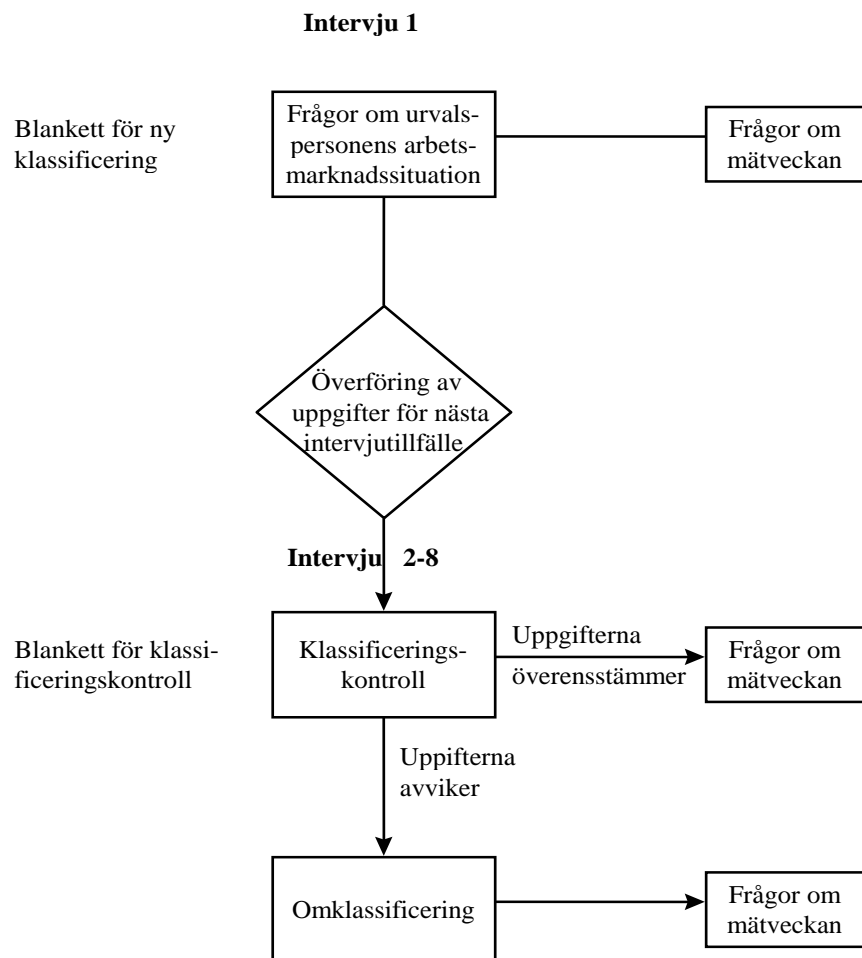 Intervju 1
Blankett för ny
klassificering
Frågor om urvals-
personens arbets-
marknadssituation
Frågor om
mätveckan
Överföring av
uppgifter för nästa
intervjutillfälle
Intervju 2-8
Blankett för klassi-
ficeringskontroll
Klassificerings-
kontroll
Uppgifterna
överensstämmer
Frågor om
mätveckan
Uppifterna
avviker
Omklassificering
Frågor om
mätveckan